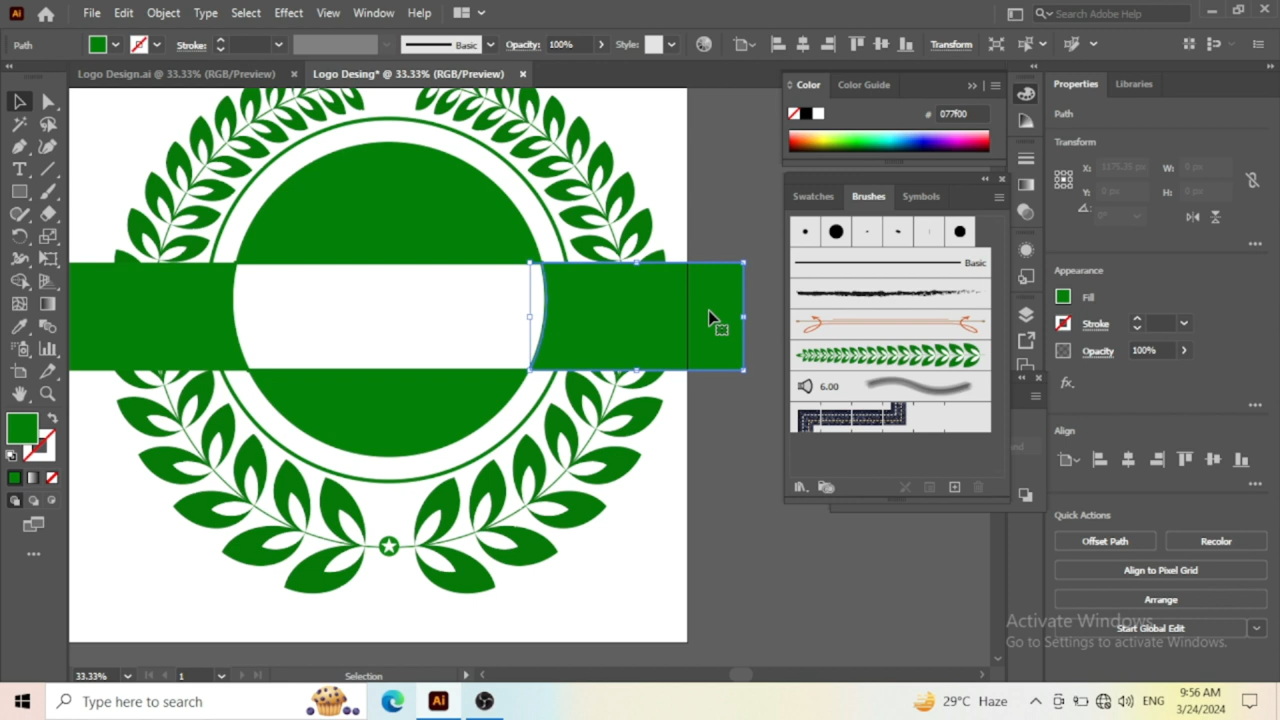 Ai File Edit Object Type Select Effect View Window Help Search Adobe Help
Path Stroke: Basic Opacity: 100% Style: Transform
Logo Design.ai @ 33.33% (RGB/Preview) × Logo Desing* @ 33.33% (RGB/Preview) ×
Color Color Guide
# 077f00
Swatches Brushes Symbols
Basic
6.00
Properties Libraries
Path
Transform
X: 1175.35 px W: 0 px
Y: 0 px H: 0 px
0°
Appearance
Fill
Stroke
Opacity 100%
fx.
Align
Quick Actions
Offset Path Recolor
Align to Pixel Grid
Arrange
Start Global Edit
Activate Windows
Go to Settings to activate Windows.
33.33% 1 Selection
Type here to search Ai 29°C Haze ENG 9:56 AM
3/24/2024